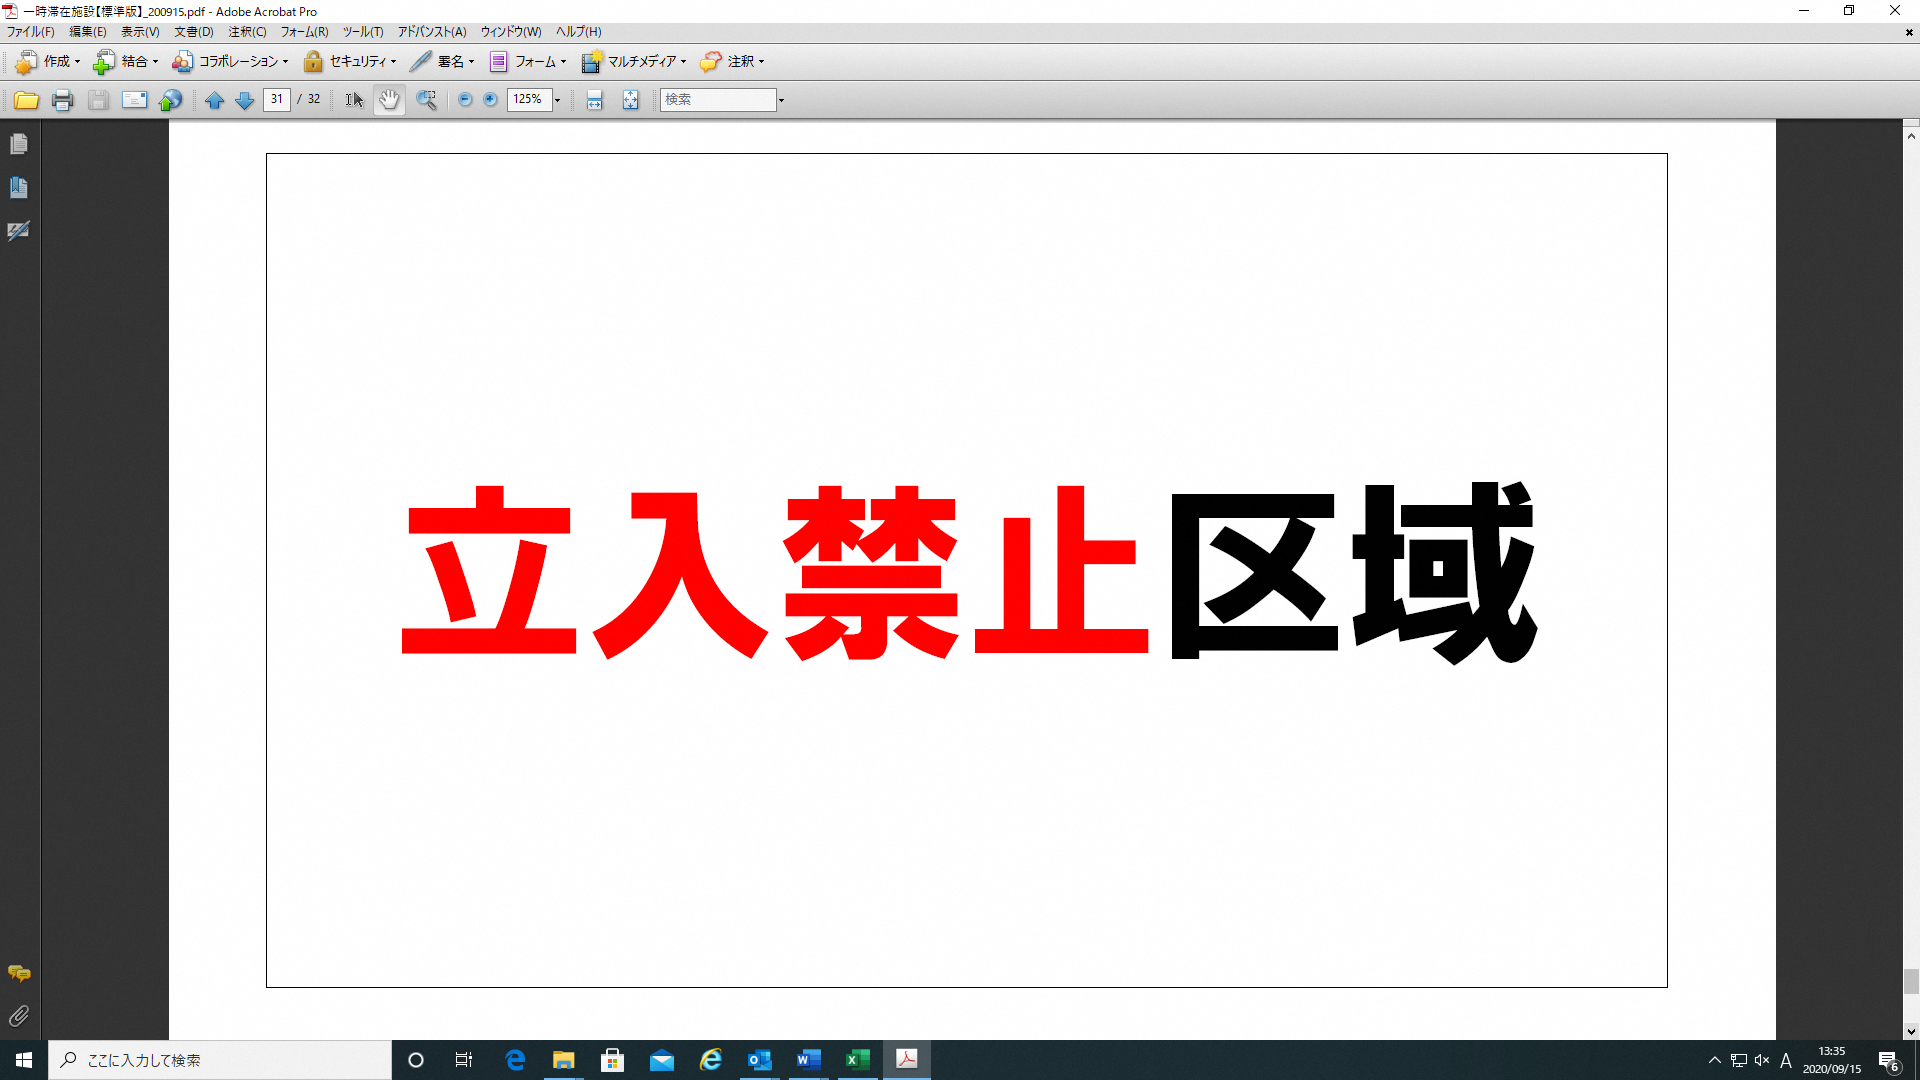 一時滞在施設【標準版】_200915.pdf - Adobe Acrobat Pro
ファイル(F) 編集(E) 表示(V) 文書(D) 注釈(C) フォーム(R) ツール(T) アドバンスト(A) ウィンドウ(W) ヘルプ(H)
作成 結合 コラボレーション セキュリティ 署名 フォーム マルチメディア 注釈
31 / 32 125% 検索
立入禁止区域
ここに入力して検索
A 13:35
2020/09/15
6